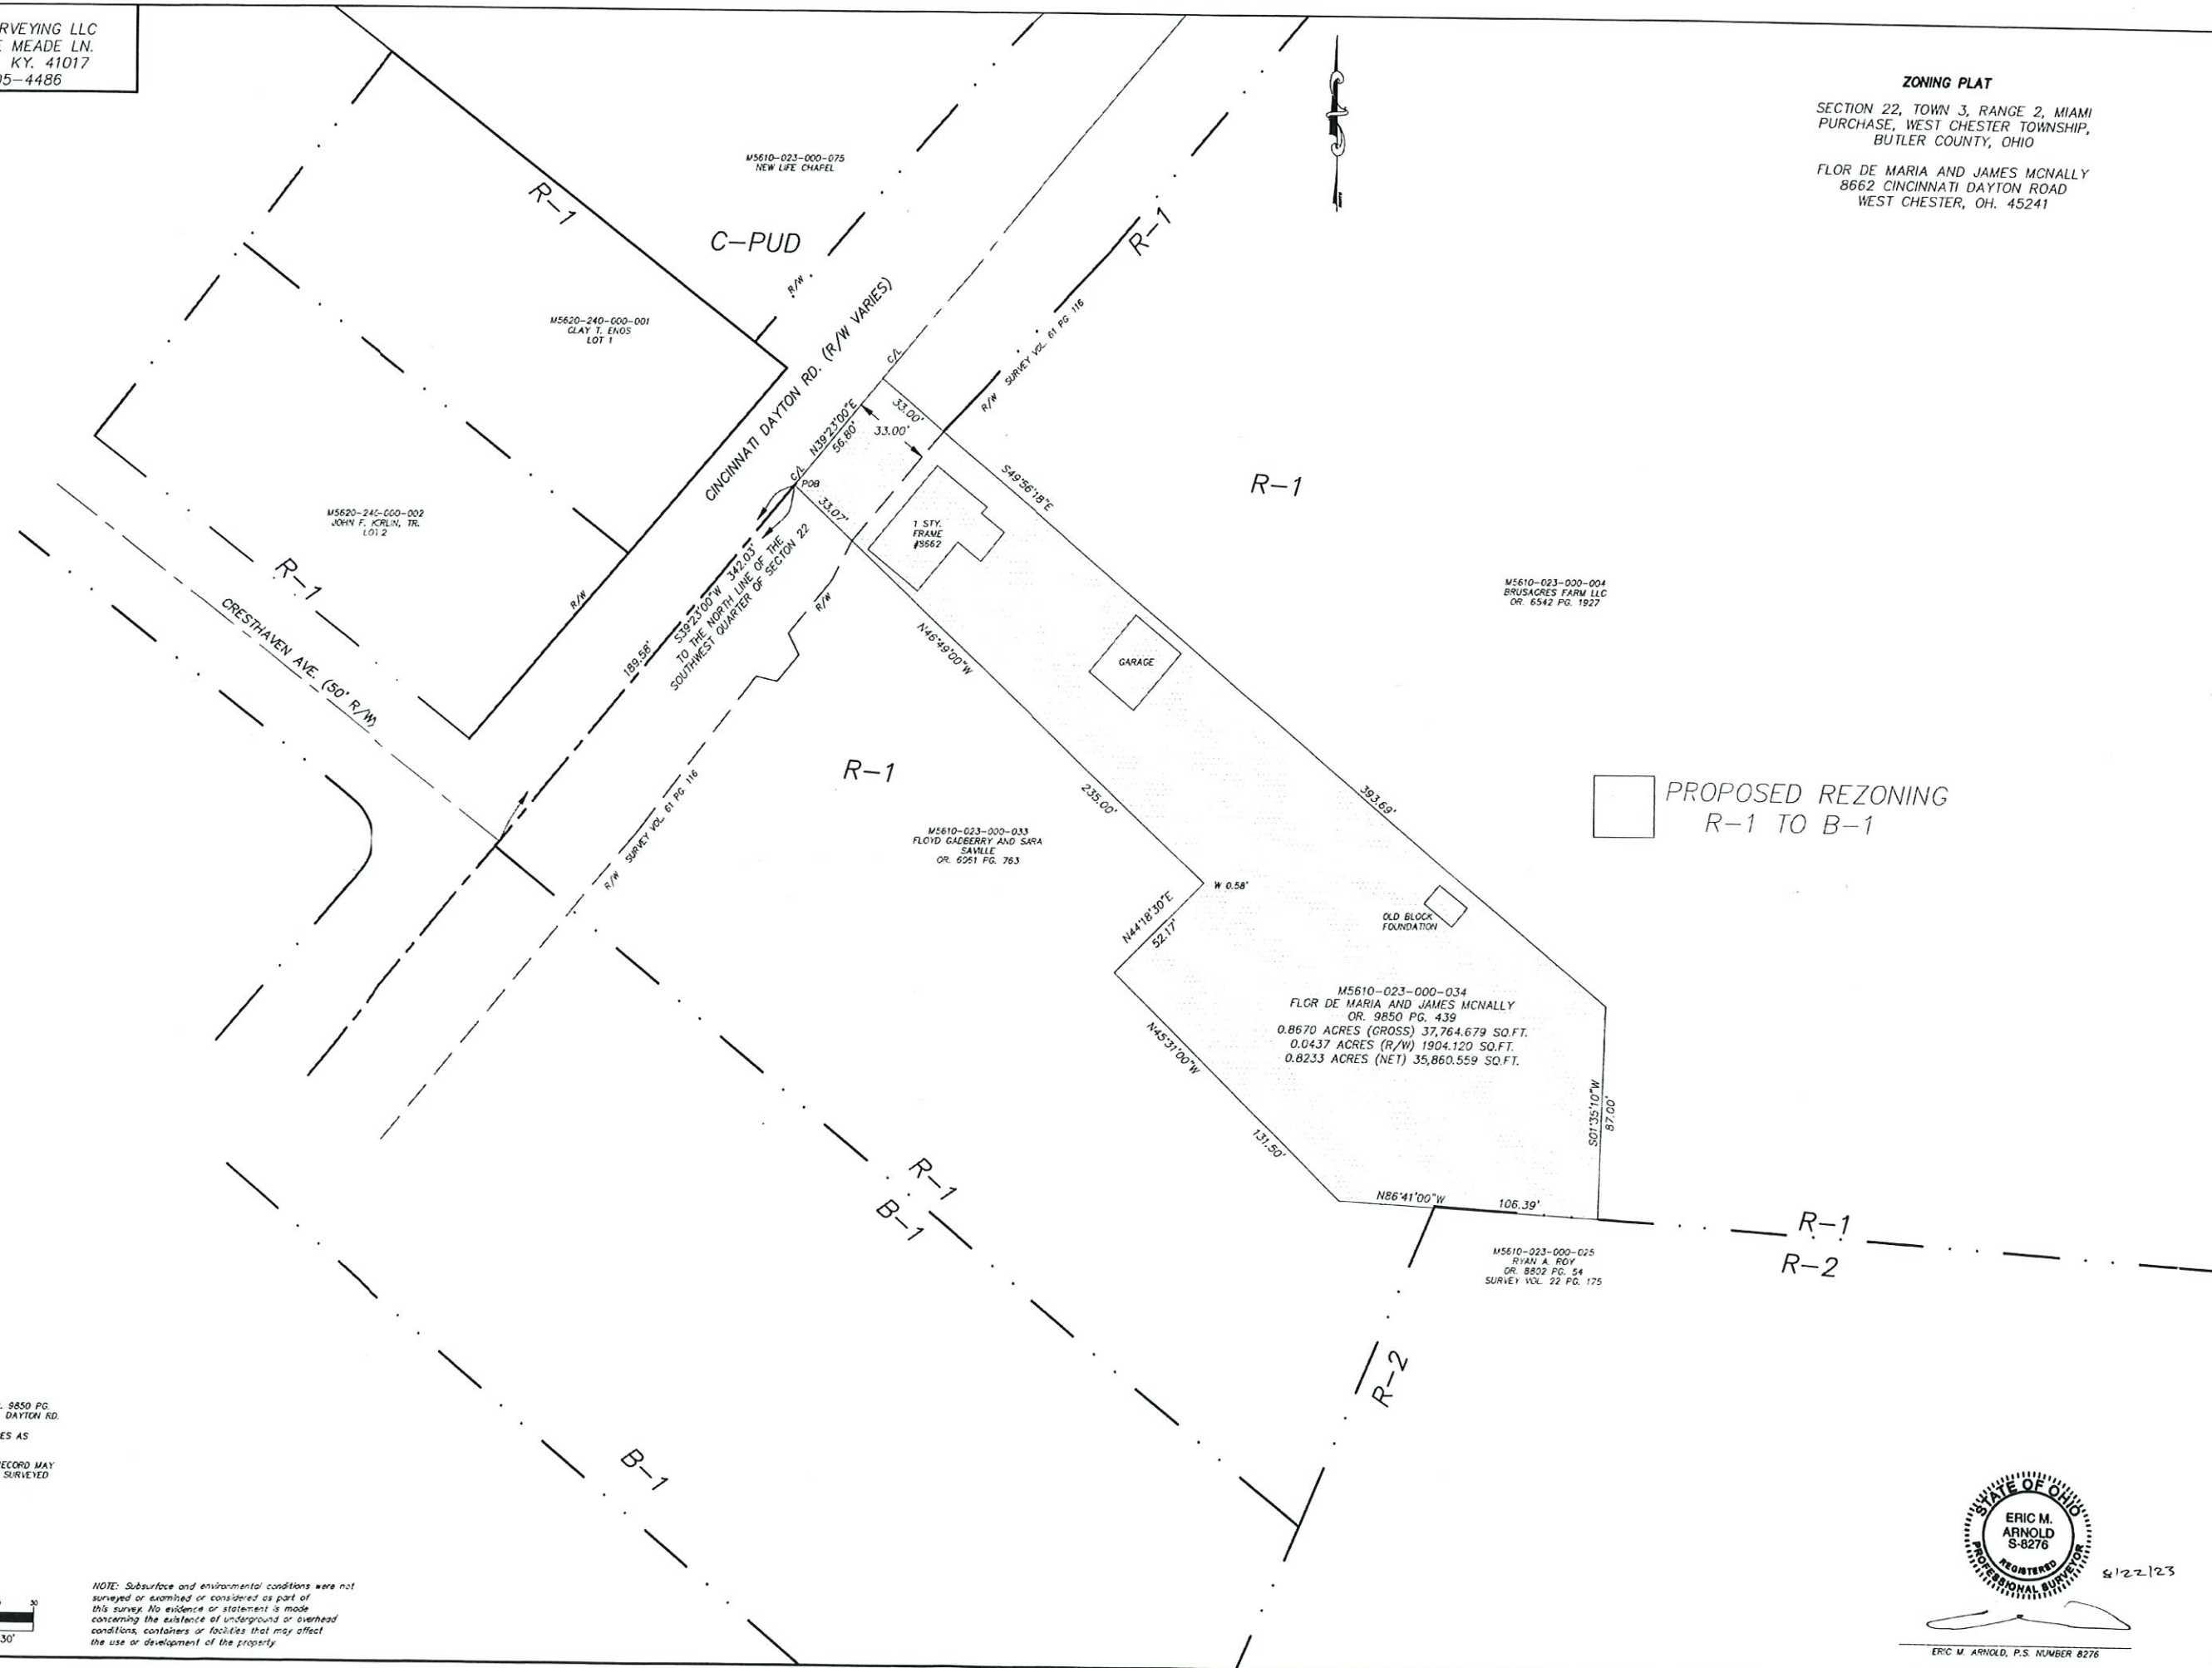 RVEYING LLC
MEADE LN.
KY. 41017
05-4486
ZONING PLAT
SECTION 22, TOWN 3, RANGE 2, MIAMI
PURCHASE, WEST CHESTER TOWNSHIP,
BUTLER COUNTY, OHIO
FLOR DE MARIA AND JAMES MCNALLY
8662 CINCINNATI DAYTON ROAD
WEST CHESTER, OH. 45241
M5610-023-000-075
NEW LIFE CHAPEL
R-1
C-PUD
R-1
R/W
CINCINNATI DAYTON RD. (R/W VARIES)
M5620-240-000-001
CLAY T. ENOS
LOT 1
R/W SURVEY VOL. 61 PG 116
C/L
33.00'
33.00'
N39°23'00"E
56.80'
C/L
POB
33.07'
S49°56'18"E
R-1
M5620-240-000-002
JOHN F. KERLIN, TR.
LOT 2
1 STY.
FRAME
#8662
R-1
CRESTHAVEN AVE. (50' R/W)
R/W
189.58'
S39°23'00"W 342.03'
TO THE NORTH LINE OF THE
SOUTHWEST QUARTER OF SECTON 22
R/W
N46°49'00"W
GARAGE
M5610-023-000-004
BRUSACRES FARM LLC
OR. 6542 PG. 1927
R-1
235.00'
393.69'
PROPOSED REZONING
R-1 TO B-1
R/W SURVEY VOL. 61 PG 116
M5610-023-000-033
FLOYD GADBERRY AND SARA
SAVILLE
OR. 6051 PG. 763
W 0.58'
N44°18'30"E
52.17'
OLD BLOCK
FOUNDATION
M5610-023-000-034
FLOR DE MARIA AND JAMES MCNALLY
OR. 9850 PG. 439
0.8670 ACRES (GROSS) 37,764.679 SQ.FT.
0.0437 ACRES (R/W) 1904.120 SQ.FT.
0.8233 ACRES (NET) 35,860.559 SQ.FT.
N45°31'00"W
131.50'
S01°35'10"W
87.00'
N86°41'00"W 106.39'
R-1
B-1
R-1
R-2
M5610-023-000-025
RYAN A. ROY
OR. 8802 PG. 54
SURVEY VOL. 22 PG. 175
R-2
B-1
9850 PG.
DAYTON RD.
ES AS
ECORD MAY
SURVEYED
30
30'
NOTE: Subsurface and environmental conditions were not
surveyed or examined or considered as part of
this survey. No evidence or statement is made
concerning the existence of underground or overhead
conditions, containers or facilities that may affect
the use or development of the property.
STATE OF OHIO
ERIC M.
ARNOLD
S-8276
REGISTERED
PROFESSIONAL SURVEYOR
8/22/23
ERIC M. ARNOLD, P.S. NUMBER 8276